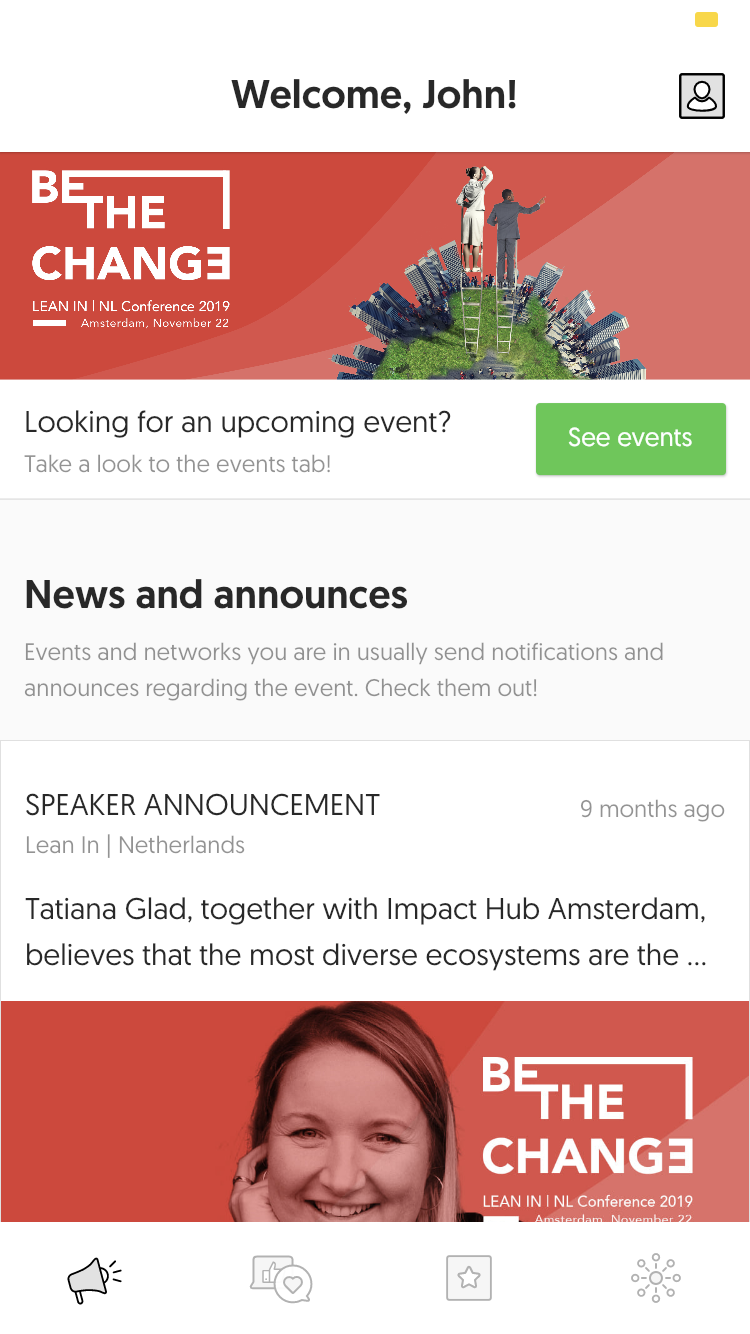 Welcome, John!
BE
THE
CHANGE
LEAN IN | NL Conference 2019
Amsterdam, November 22
Looking for an upcoming event?
Take a look to the events tab!
See events
News and announces
Events and networks you are in usually send notifications and
announces regarding the event. Check them out!
SPEAKER ANNOUNCEMENT
9 months ago
Lean In | Netherlands
Tatiana Glad, together with Impact Hub Amsterdam,
believes that the most diverse ecosystems are the ...
BE
THE
CHANGE
LEAN IN | NL Conference 2019
Amsterdam, November 22